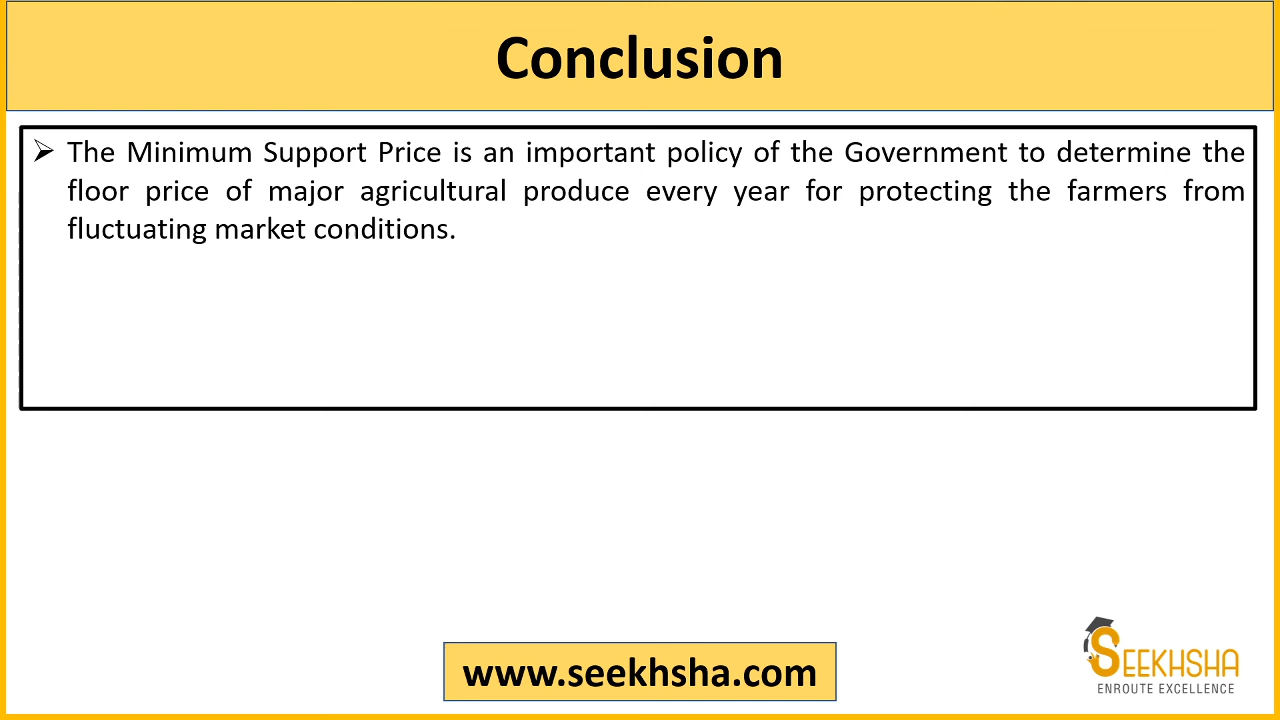 Conclusion
➢ The Minimum Support Price is an important policy of the Government to determine the
floor price of major agricultural produce every year for protecting the farmers from
fluctuating market conditions.
www.seekhsha.com
SEEKHSHA
ENROUTE EXCELLENCE